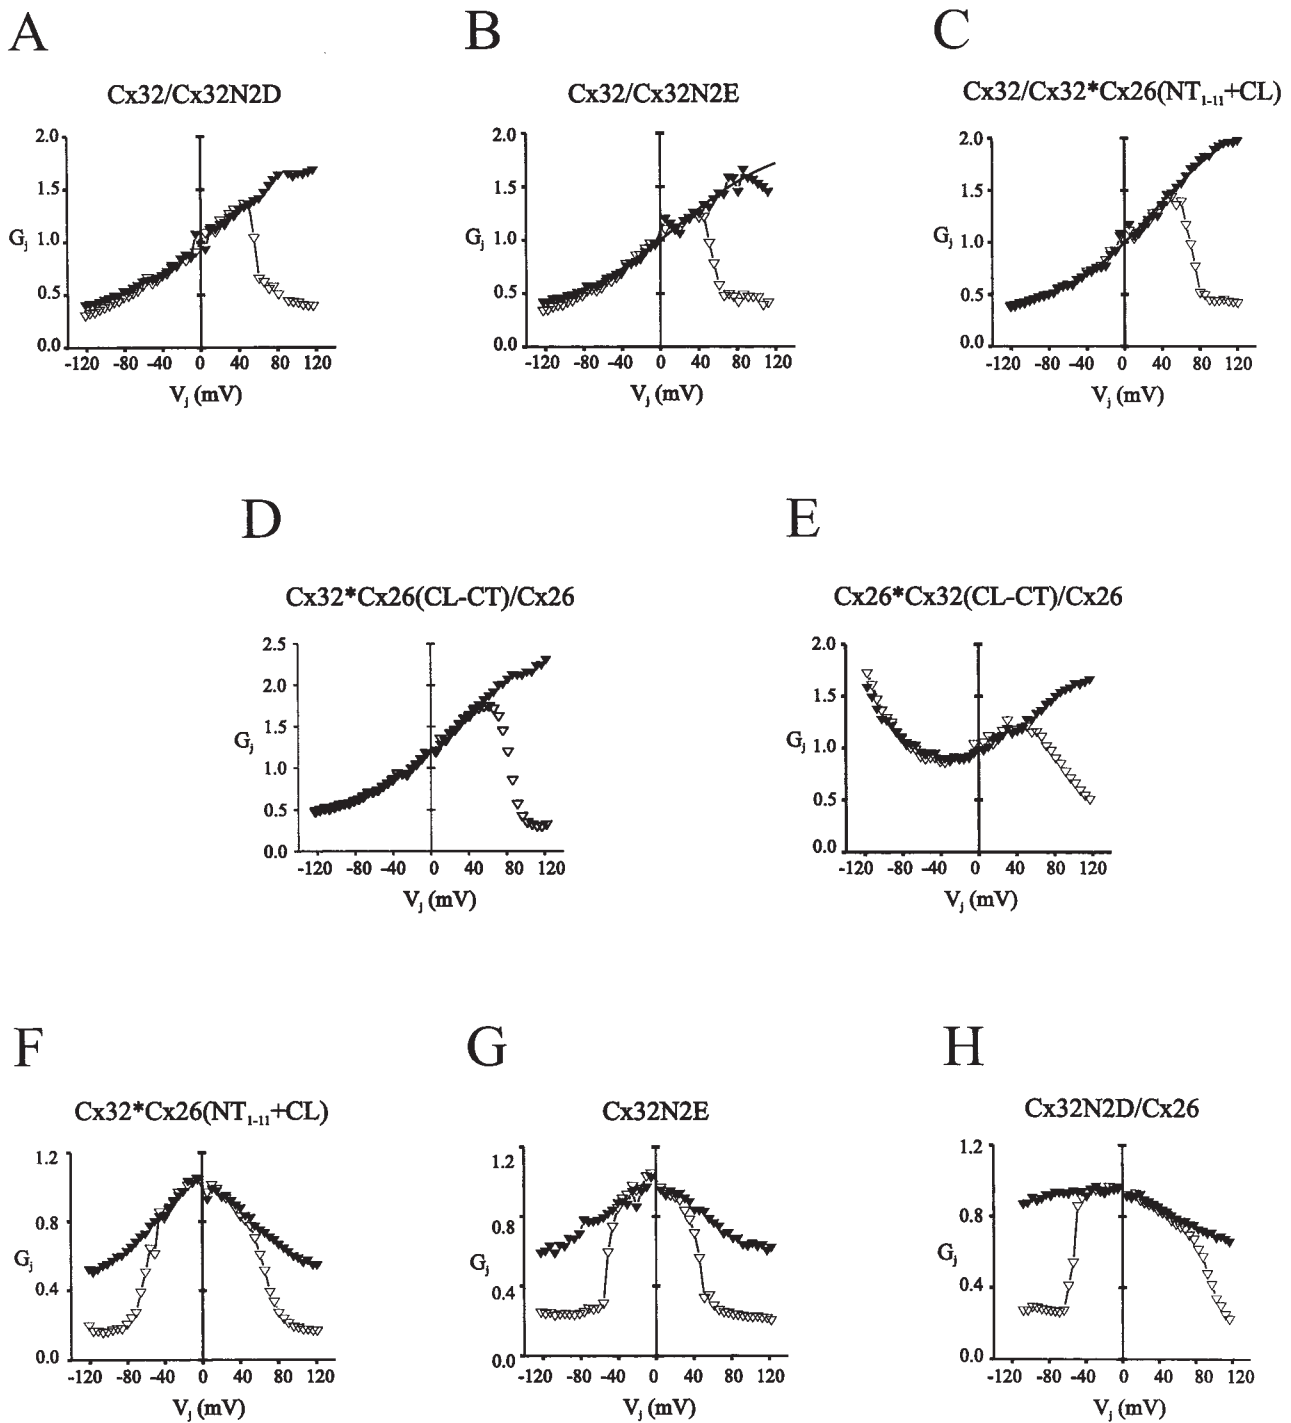 A
B
C
Cx32/Cx32N2D
Cx32/Cx32N2E
Cx32/Cx32*Cx26(NT1-11+CL)
2.0
1.5
1.0
0.5
0.0
Gj
-120 -80 -40 0 40 80 120
Vj (mV)
2.0
1.5
1.0
0.5
0.0
Gj
-120 -80 -40 0 40 80 120
Vj (mV)
2.0
1.5
1.0
0.5
0.0
Gj
-120 -80 -40 0 40 80 120
Vj (mV)
D
E
Cx32*Cx26(CL-CT)/Cx26
Cx26*Cx32(CL-CT)/Cx26
2.5
2.0
1.5
1.0
0.5
0.0
Gj
-120 -80 -40 0 40 80 120
Vj (mV)
2.0
1.5
1.0
0.5
0.0
Gj
-120 -80 -40 0 40 80 120
Vj (mV)
F
G
H
Cx32*Cx26(NT1-11+CL)
Cx32N2E
Cx32N2D/Cx26
1.2
0.8
0.4
0.0
Gj
-120 -80 -40 0 40 80 120
Vj (mV)
1.2
0.8
0.4
0.0
Gj
-120 -80 -40 0 40 80 120
Vj (mV)
1.2
0.8
0.4
0.0
Gj
-120 -80 -40 0 40 80 120
Vj (mV)